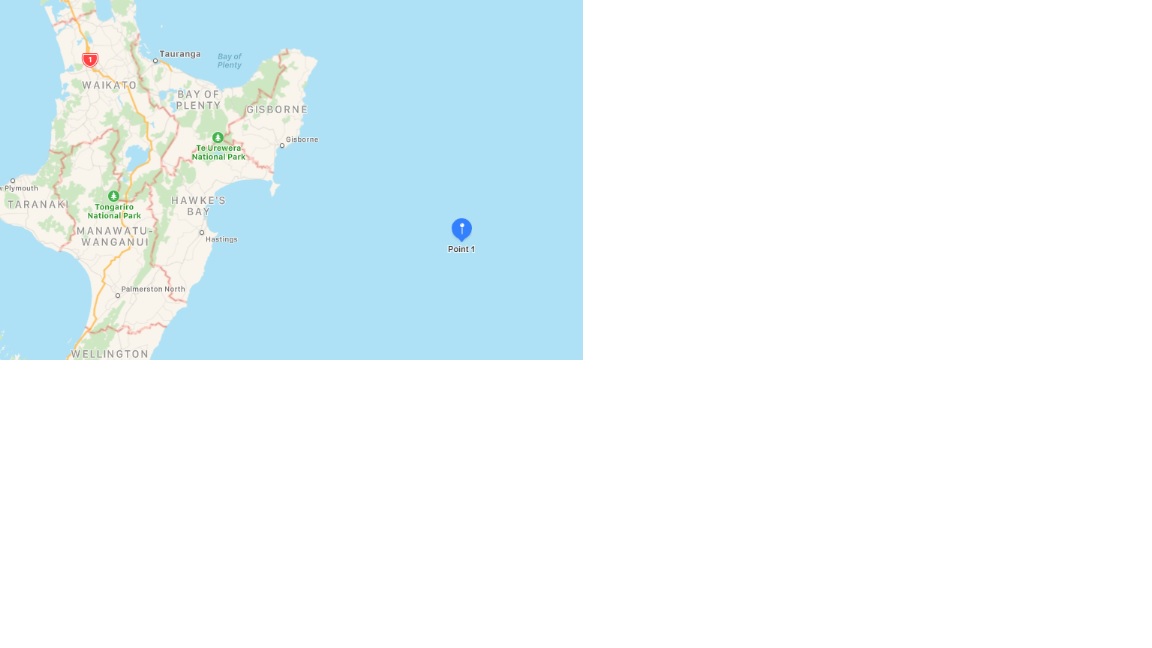 Tauranga
Bay of
Plenty
1
WAIKATO
BAY OF
PLENTY
GISBORNE
Gisborne
Te Urewera
National Park
Plymouth
TARANAKI
Tongariro
National Park
HAWKE'S
BAY
MANAWATU-
WANGANUI
Hastings
Point 1
Palmerston North
WELLINGTON